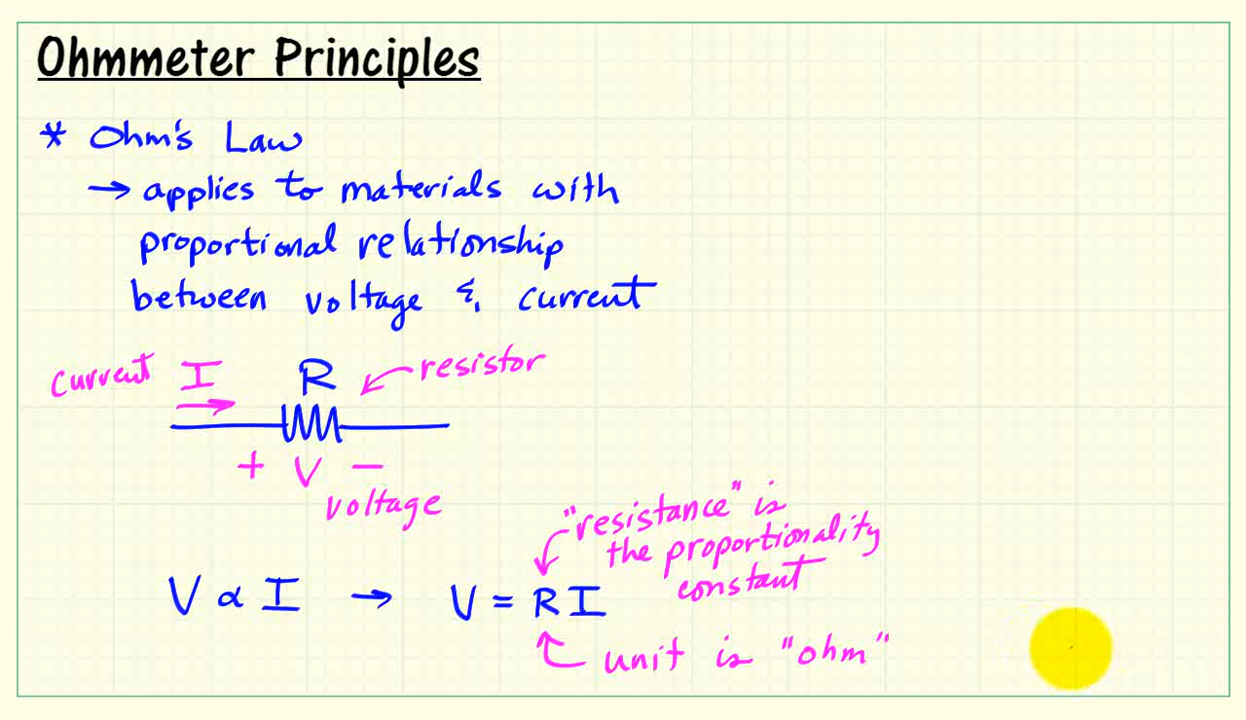 Ohmmeter Principles
* Ohm's Law
→ applies to materials with
proportional relationship
between voltage & current
current I R resistor
+ V −
voltage
"resistance" is
the proportionality
constant
V ∝ I → V = RI
unit is "ohm"